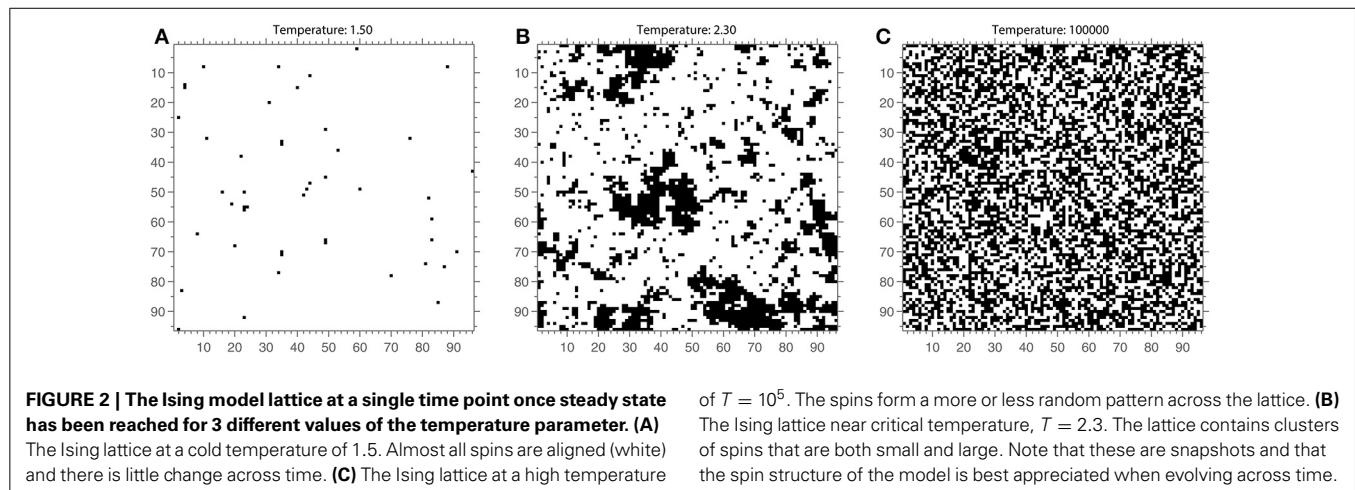 A
Temperature: 1.50
10
20
30
40
50
60
70
80
90
10 20 30 40 50 60 70 80 90
B
Temperature: 2.30
10
20
30
40
50
60
70
80
90
10 20 30 40 50 60 70 80 90
C
Temperature: 100000
10
20
30
40
50
60
70
80
90
10 20 30 40 50 60 70 80 90
FIGURE 2 | The Ising model lattice at a single time point once steady state
has been reached for 3 different values of the temperature parameter. (A)
The Ising lattice at a cold temperature of 1.5. Almost all spins are aligned (white)
and there is little change across time. (C) The Ising lattice at a high temperature
of T = 10⁵. The spins form a more or less random pattern across the lattice. (B)
The Ising lattice near critical temperature, T = 2.3. The lattice contains clusters
of spins that are both small and large. Note that these are snapshots and that
the spin structure of the model is best appreciated when evolving across time.